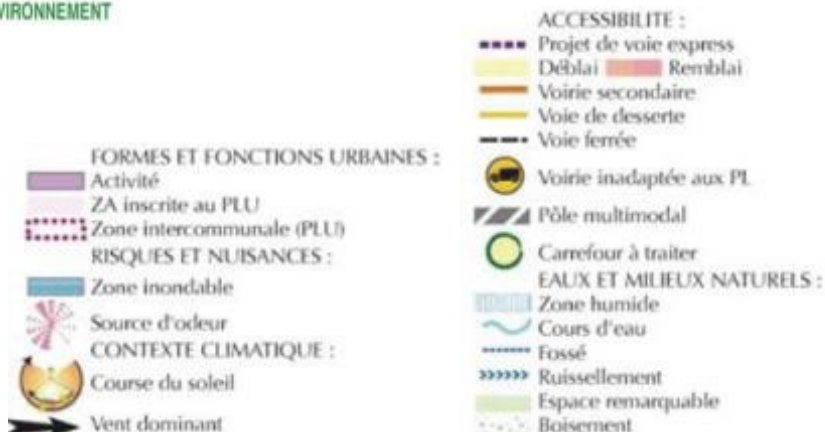 VIRONNEMENT
FORMES ET FONCTIONS URBAINES :
Activité
ZA inscrite au PLU
Zone intercommunale (PLU)
RISQUES ET NUISANCES :
Zone inondable
Source d'odeur
CONTEXTE CLIMATIQUE :
Course du soleil
Vent dominant
ACCESSIBILITE :
Projet de voie express
Déblai Remblai
Voirie secondaire
Voie de desserte
Voie ferrée
Voirie inadaptée aux PL
Pôle multimodal
Carrefour à traiter
EAUX ET MILIEUX NATURELS :
Zone humide
Cours d'eau
Fossé
Ruissellement
Espace remarquable
Boisement